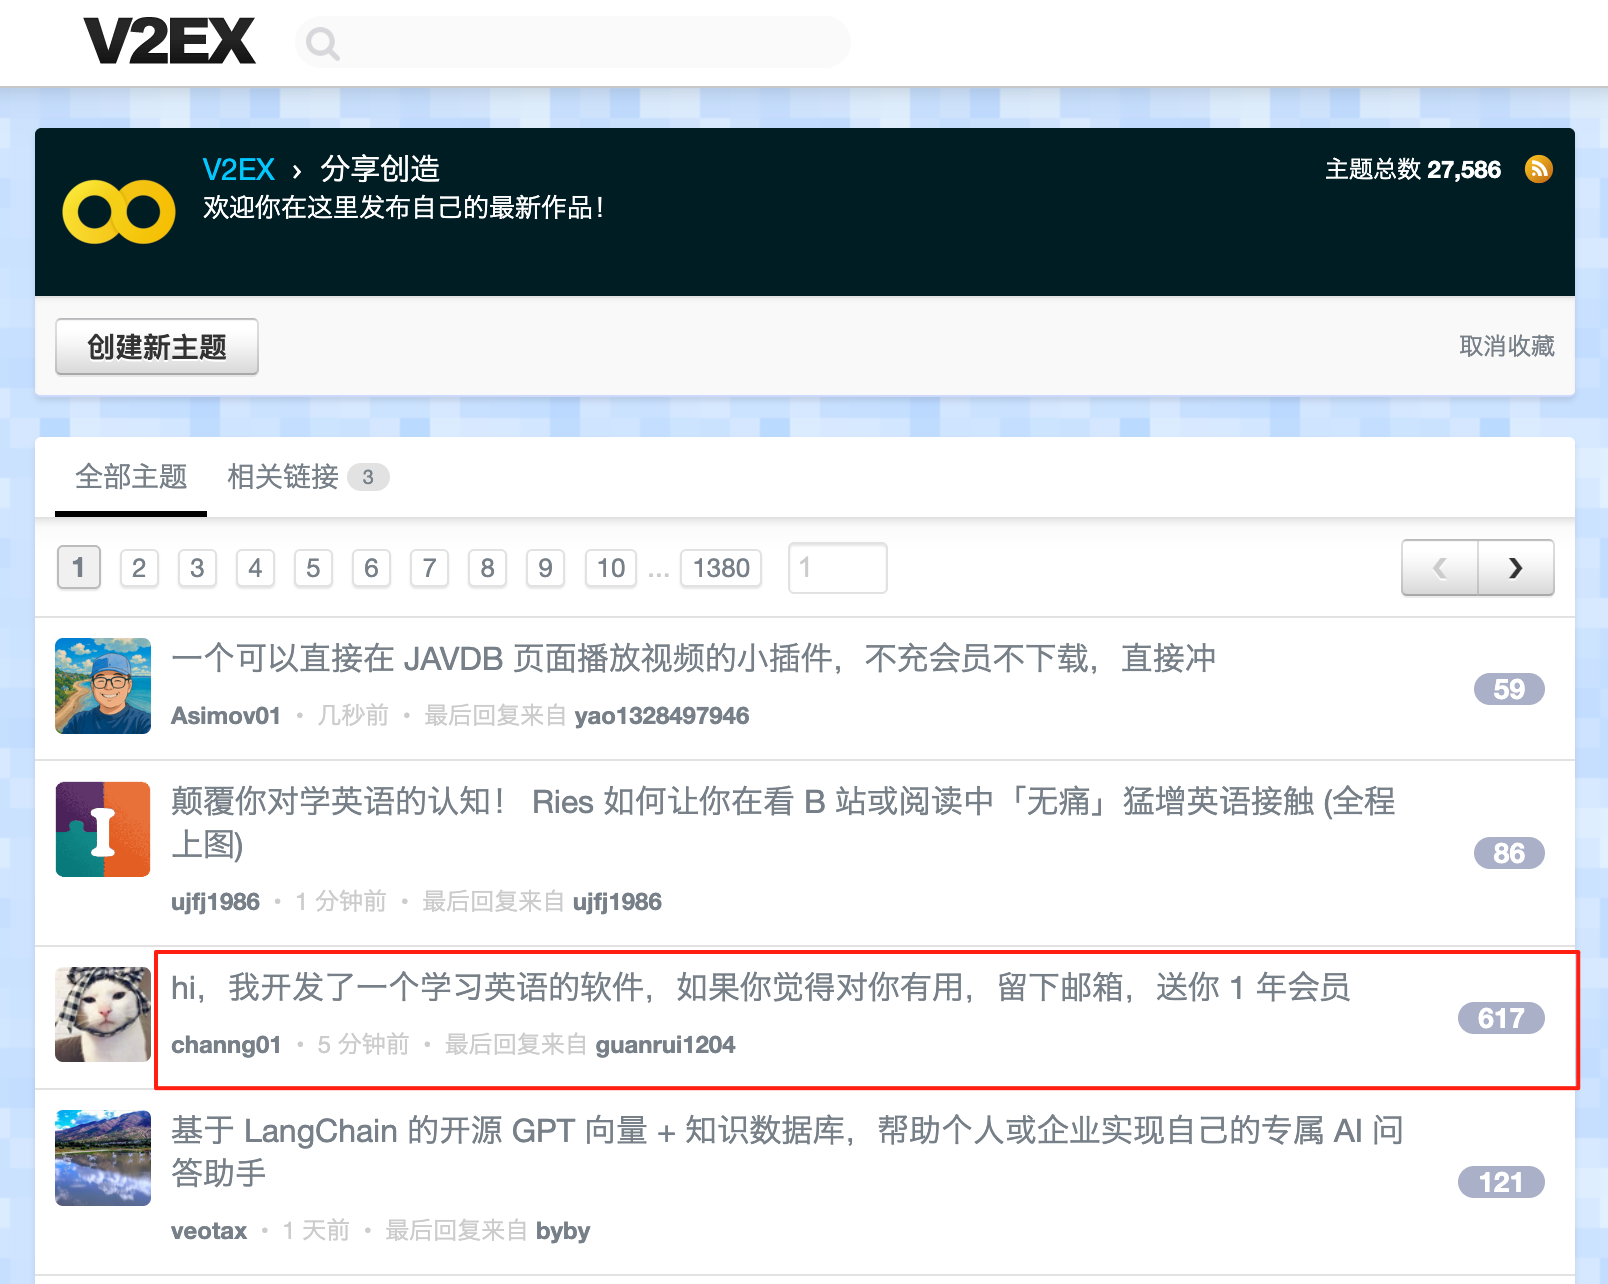 V2EX
V2EX › 分享创造
主题总数 27,586
欢迎你在这里发布自己的最新作品！
创建新主题
取消收藏
全部主题 相关链接 3
1 2 3 4 5 6 7 8 9 10 ... 1380 1 ‹ ›
一个可以直接在 JAVDB 页面播放视频的小插件，不充会员不下载，直接冲
59
Asimov01 • 几秒前 • 最后回复来自 yao1328497946
I
颠覆你对学英语的认知！ Ries 如何让你在看 B 站或阅读中「无痛」猛增英语接触 (全程
上图)
86
ujfj1986 • 1 分钟前 • 最后回复来自 ujfj1986
hi，我开发了一个学习英语的软件，如果你觉得对你有用，留下邮箱，送你 1 年会员
617
channg01 • 5 分钟前 • 最后回复来自 guanrui1204
基于 LangChain 的开源 GPT 向量 + 知识数据库，帮助个人或企业实现自己的专属 AI 问
答助手
121
veotax • 1 天前 • 最后回复来自 byby